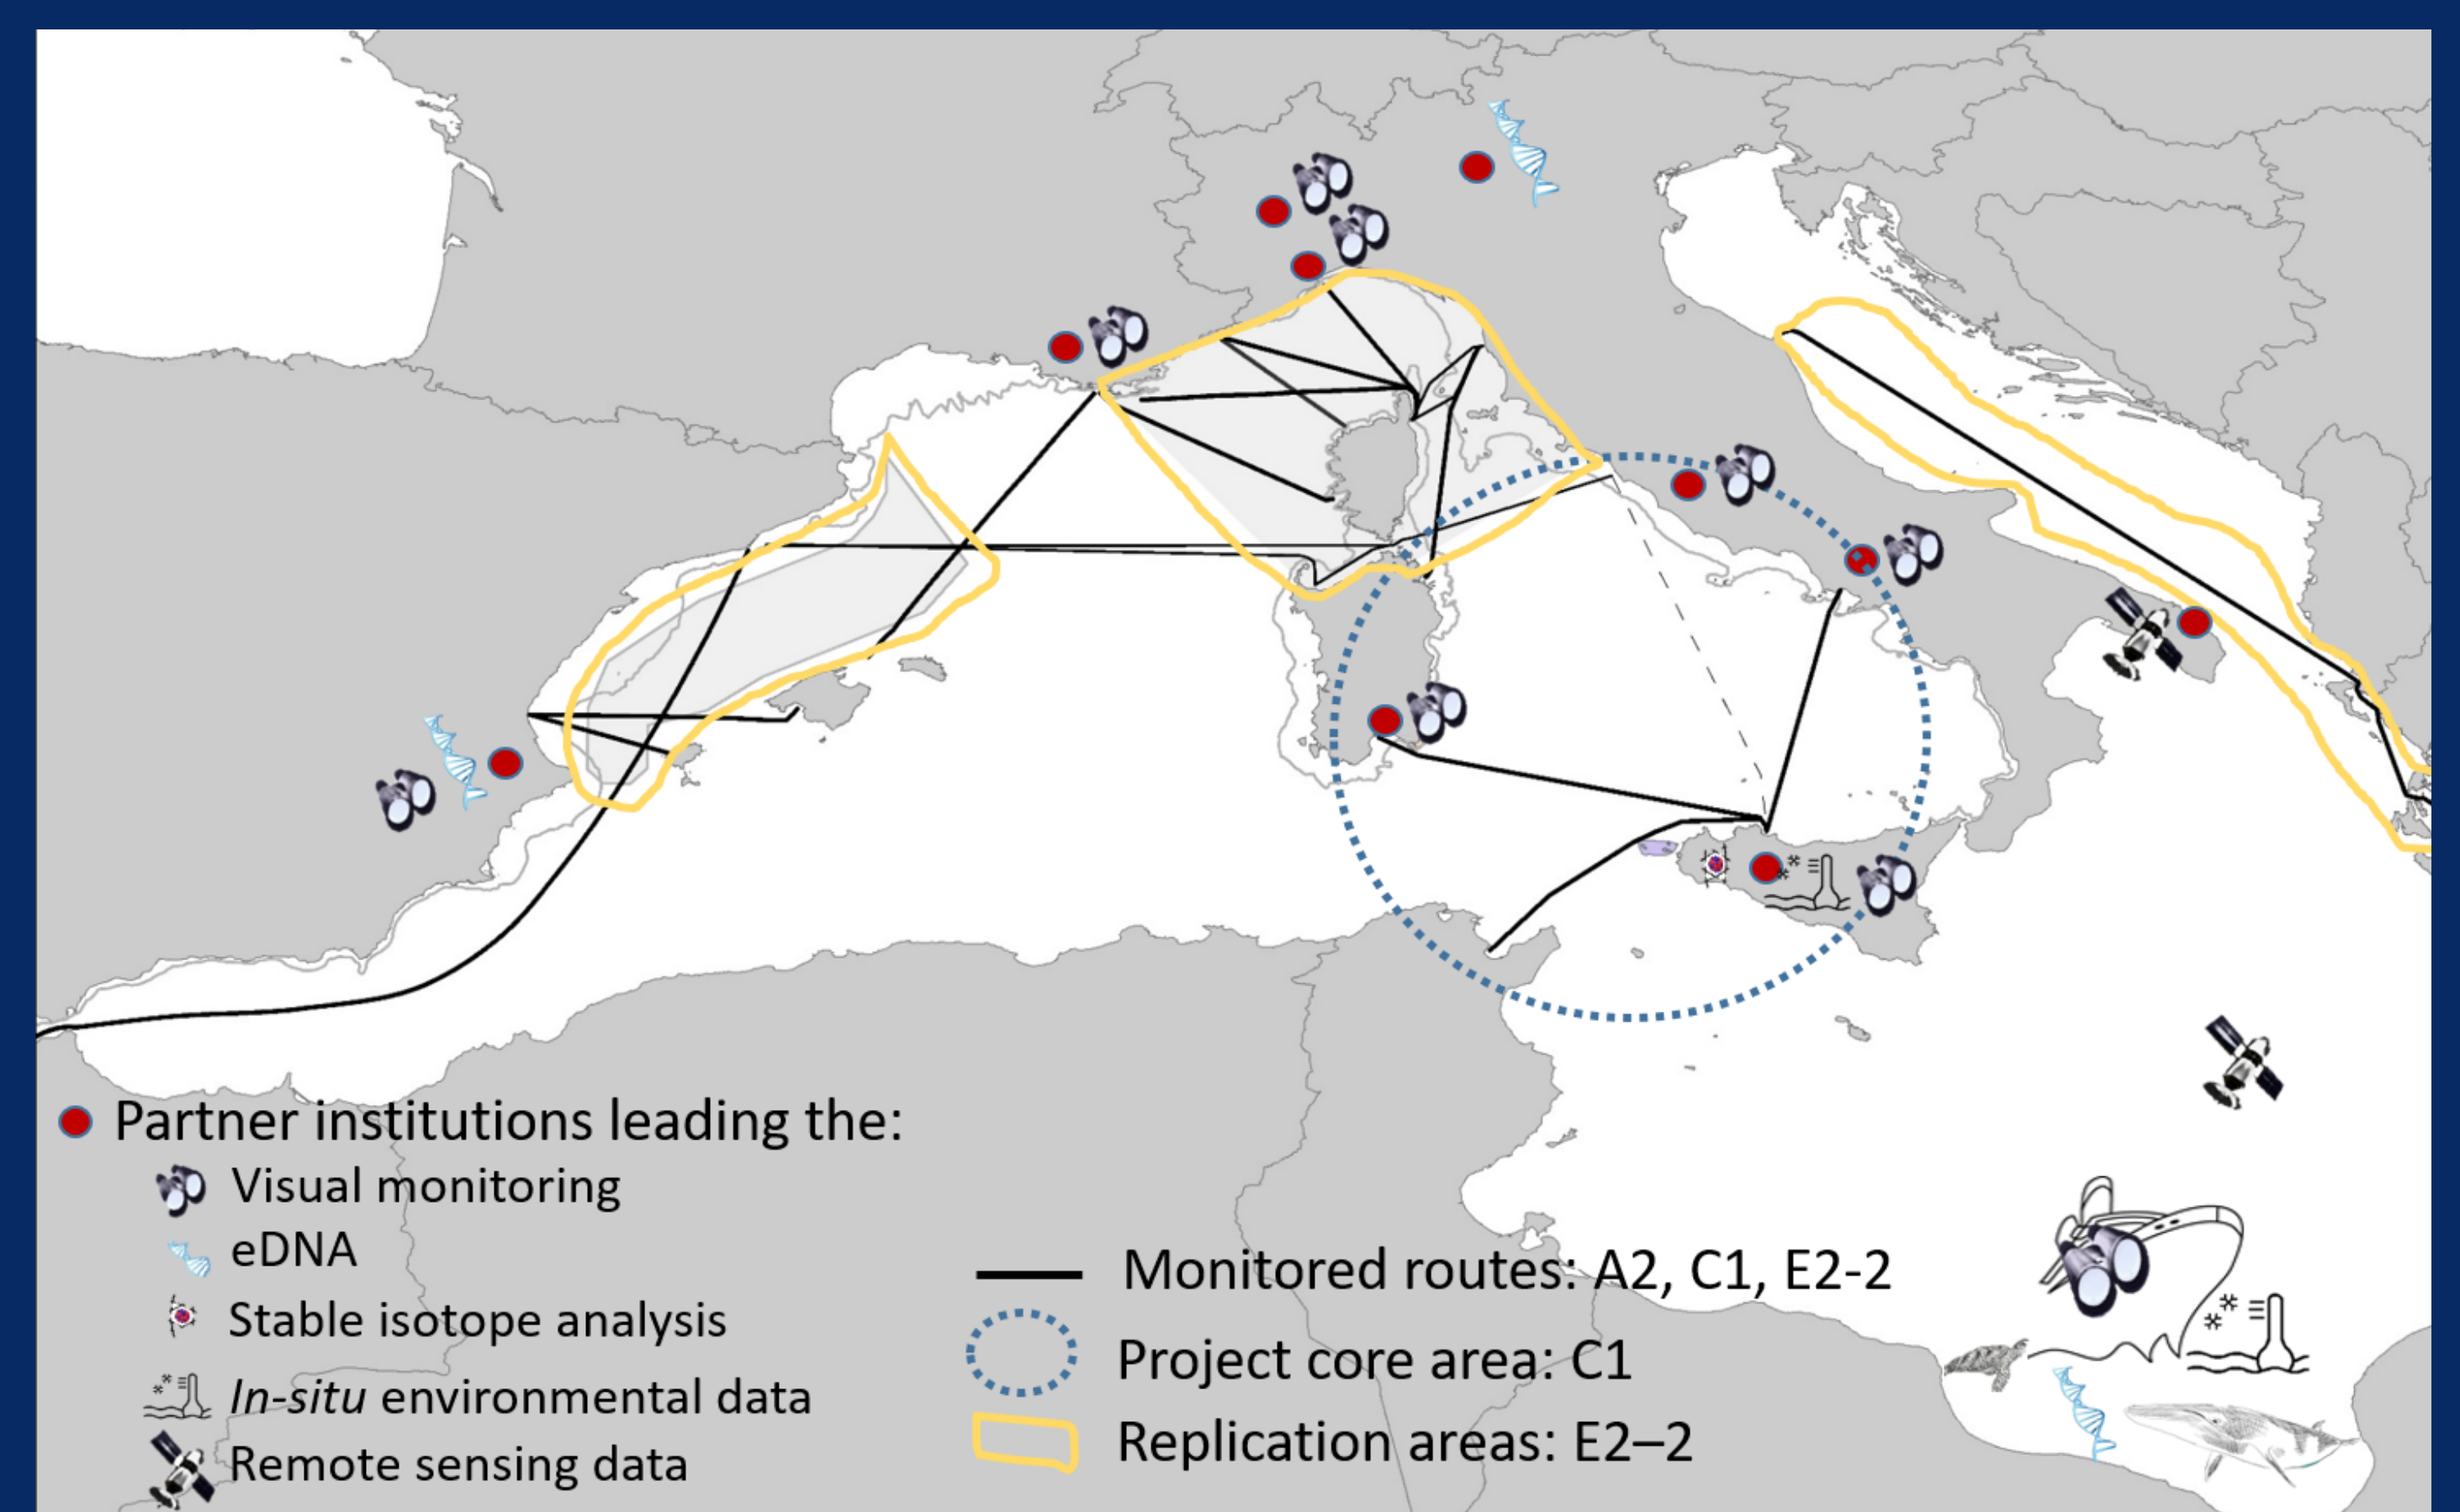 Partner institutions leading the:
Visual monitoring
eDNA
Stable isotope analysis
In-situ environmental data
Remote sensing data
Monitored routes: A2, C1, E2-2
Project core area: C1
Replication areas: E2–2